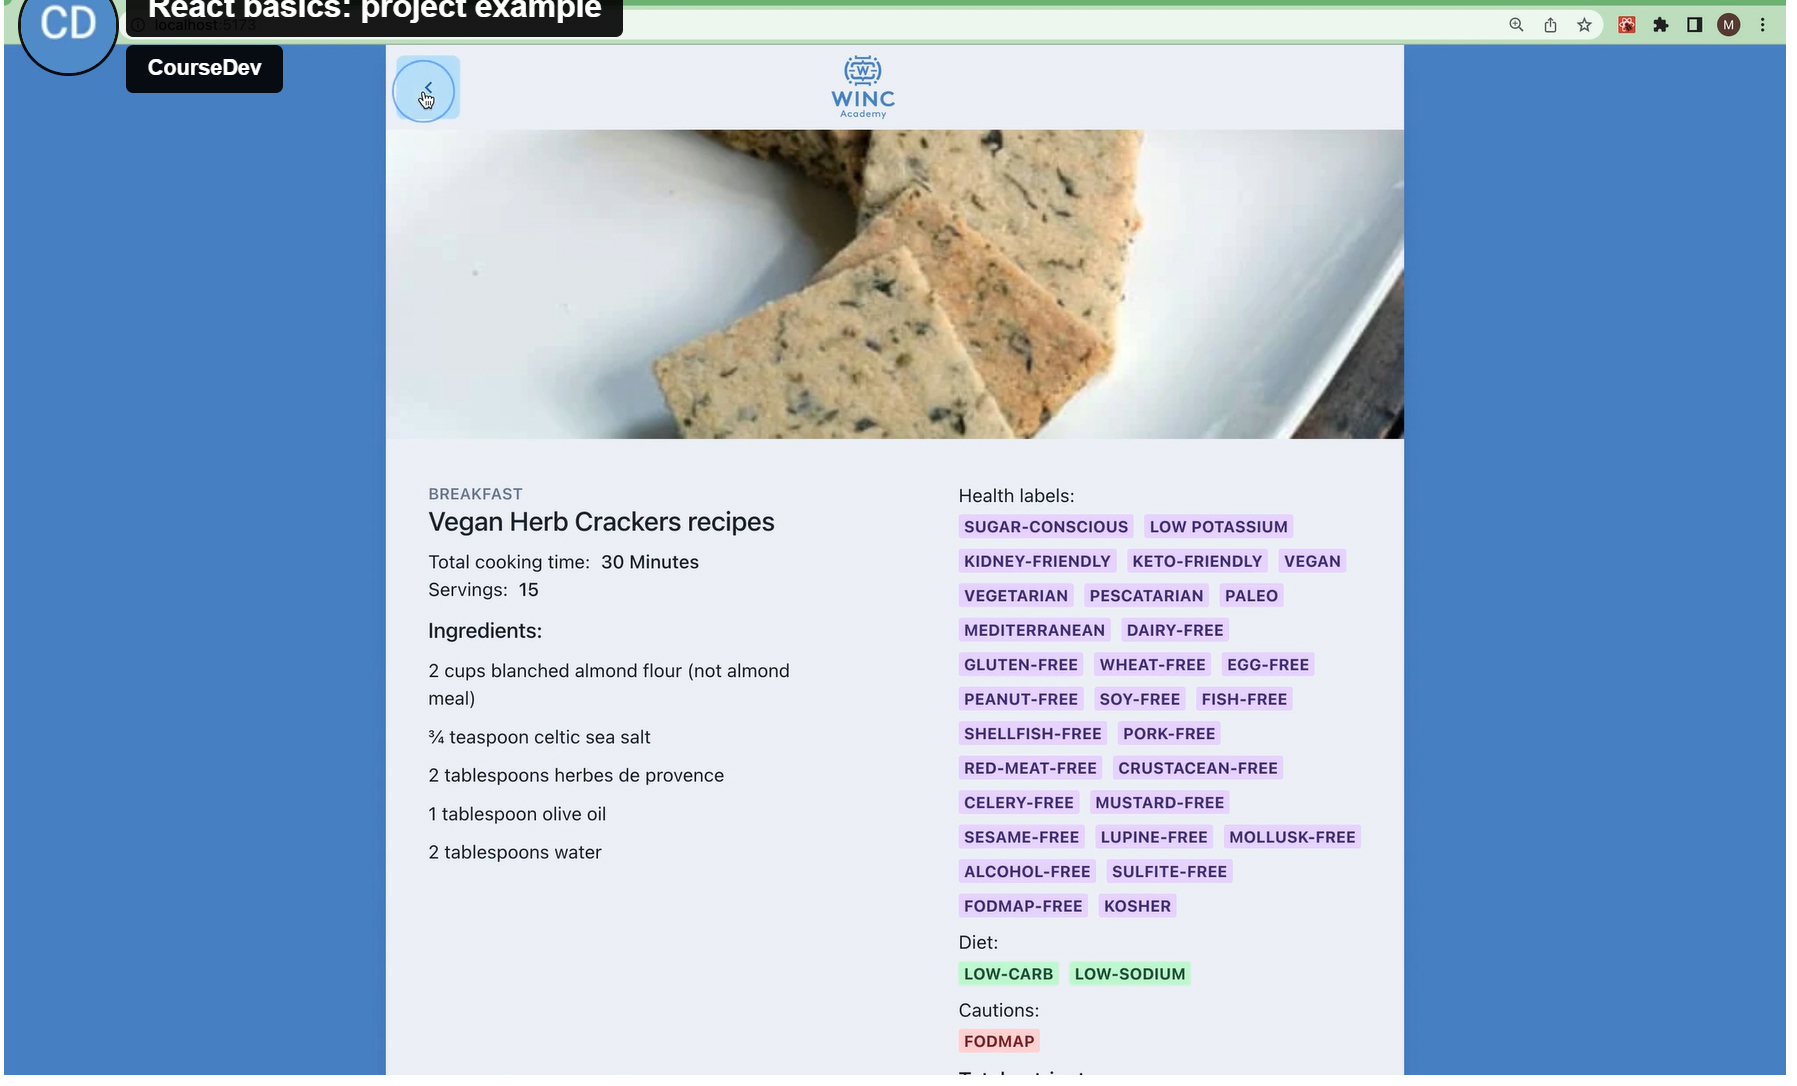 CD
React basics: project example
localhost:5173
CourseDev
M
W
WINC
Academy
BREAKFAST
Vegan Herb Crackers recipes
Total cooking time: 30 Minutes
Servings: 15
Ingredients:
2 cups blanched almond flour (not almond
meal)
¾ teaspoon celtic sea salt
2 tablespoons herbes de provence
1 tablespoon olive oil
2 tablespoons water
Health labels:
SUGAR-CONSCIOUS LOW POTASSIUM
KIDNEY-FRIENDLY KETO-FRIENDLY VEGAN
VEGETARIAN PESCATARIAN PALEO
MEDITERRANEAN DAIRY-FREE
GLUTEN-FREE WHEAT-FREE EGG-FREE
PEANUT-FREE SOY-FREE FISH-FREE
SHELLFISH-FREE PORK-FREE
RED-MEAT-FREE CRUSTACEAN-FREE
CELERY-FREE MUSTARD-FREE
SESAME-FREE LUPINE-FREE MOLLUSK-FREE
ALCOHOL-FREE SULFITE-FREE
FODMAP-FREE KOSHER
Diet:
LOW-CARB LOW-SODIUM
Cautions:
FODMAP